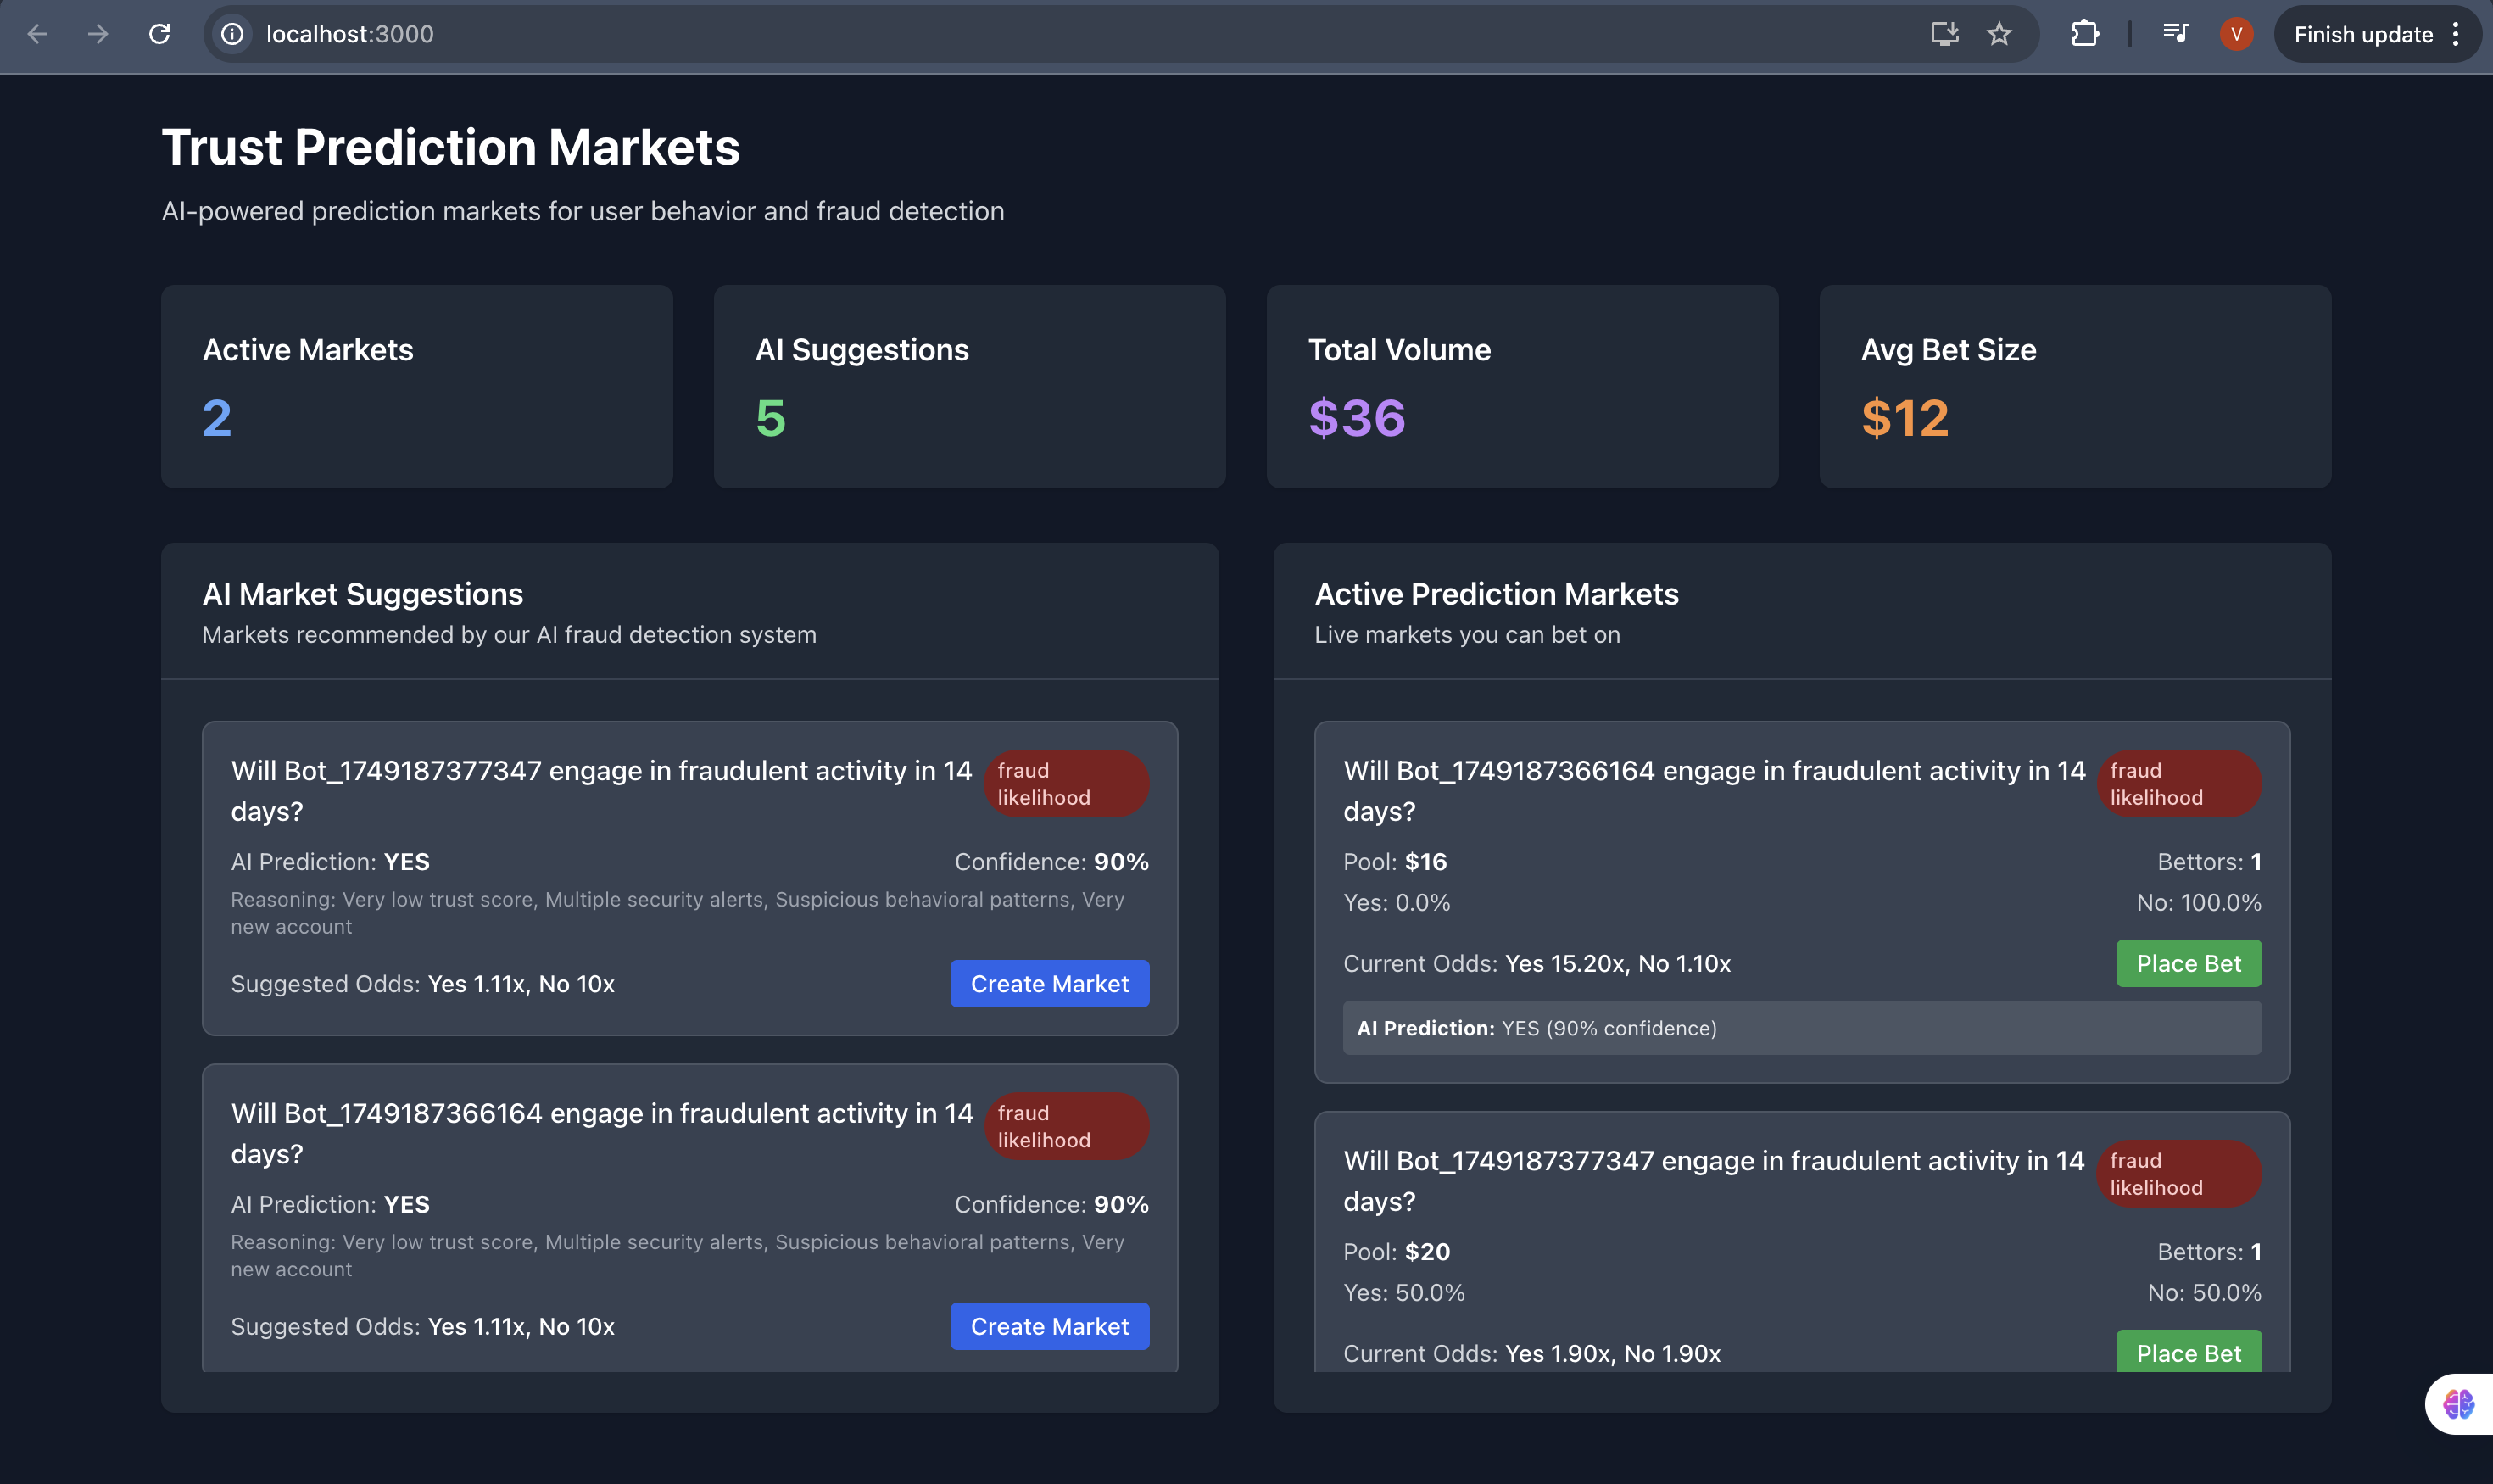 localhost:3000
V
Finish update
Trust Prediction Markets
AI-powered prediction markets for user behavior and fraud detection
Active Markets
2
AI Suggestions
5
Total Volume
$36
Avg Bet Size
$12
AI Market Suggestions
Markets recommended by our AI fraud detection system
Will Bot_1749187377347 engage in fraudulent activity in 14
days?
fraud
likelihood
AI Prediction: YES
Confidence: 90%
Reasoning: Very low trust score, Multiple security alerts, Suspicious behavioral patterns, Very
new account
Suggested Odds: Yes 1.11x, No 10x
Create Market
Will Bot_1749187366164 engage in fraudulent activity in 14
days?
fraud
likelihood
AI Prediction: YES
Confidence: 90%
Reasoning: Very low trust score, Multiple security alerts, Suspicious behavioral patterns, Very
new account
Suggested Odds: Yes 1.11x, No 10x
Create Market
Active Prediction Markets
Live markets you can bet on
Will Bot_1749187366164 engage in fraudulent activity in 14
days?
fraud
likelihood
Pool: $16
Bettors: 1
Yes: 0.0%
No: 100.0%
Current Odds: Yes 15.20x, No 1.10x
Place Bet
AI Prediction: YES (90% confidence)
Will Bot_1749187377347 engage in fraudulent activity in 14
days?
fraud
likelihood
Pool: $20
Bettors: 1
Yes: 50.0%
No: 50.0%
Current Odds: Yes 1.90x, No 1.90x
Place Bet